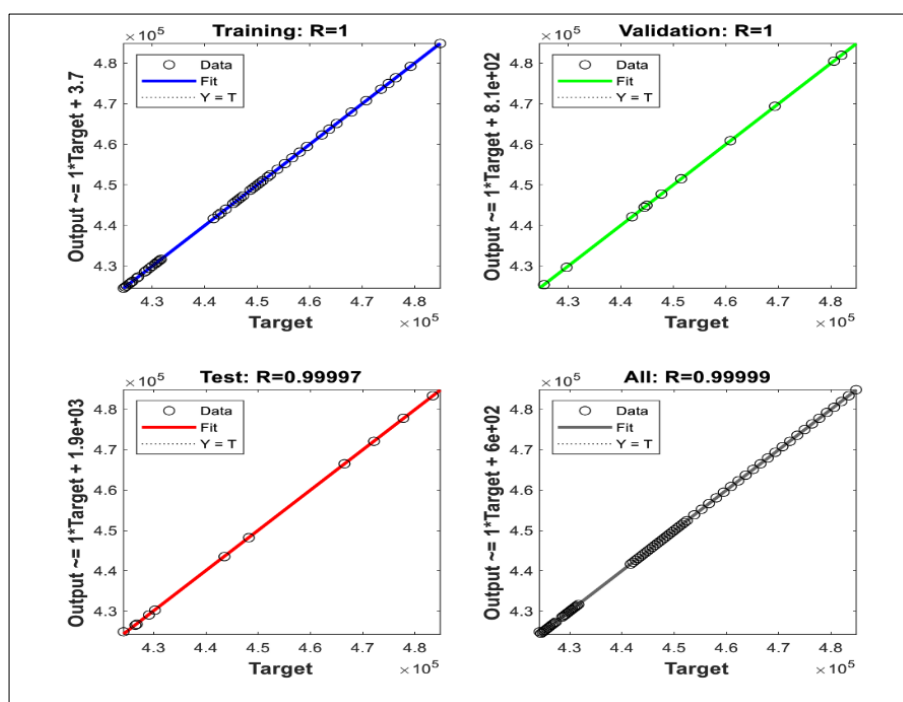 Training: R=1
×10⁵
Output ~= 1*Target + 3.7
4.8
4.7
4.6
4.5
4.4
4.3
Data
Fit
Y = T
4.3 4.4 4.5 4.6 4.7 4.8
Target
×10⁵
Validation: R=1
×10⁵
Output ~= 1*Target + 8.1e+02
4.8
4.7
4.6
4.5
4.4
4.3
Data
Fit
Y = T
4.3 4.4 4.5 4.6 4.7 4.8
Target
×10⁵
Test: R=0.99997
×10⁵
Output ~= 1*Target + 1.9e+03
4.8
4.7
4.6
4.5
4.4
4.3
Data
Fit
Y = T
4.3 4.4 4.5 4.6 4.7 4.8
Target
×10⁵
All: R=0.99999
×10⁵
Output ~= 1*Target + 6e+02
4.8
4.7
4.6
4.5
4.4
4.3
Data
Fit
Y = T
4.3 4.4 4.5 4.6 4.7 4.8
Target
×10⁵